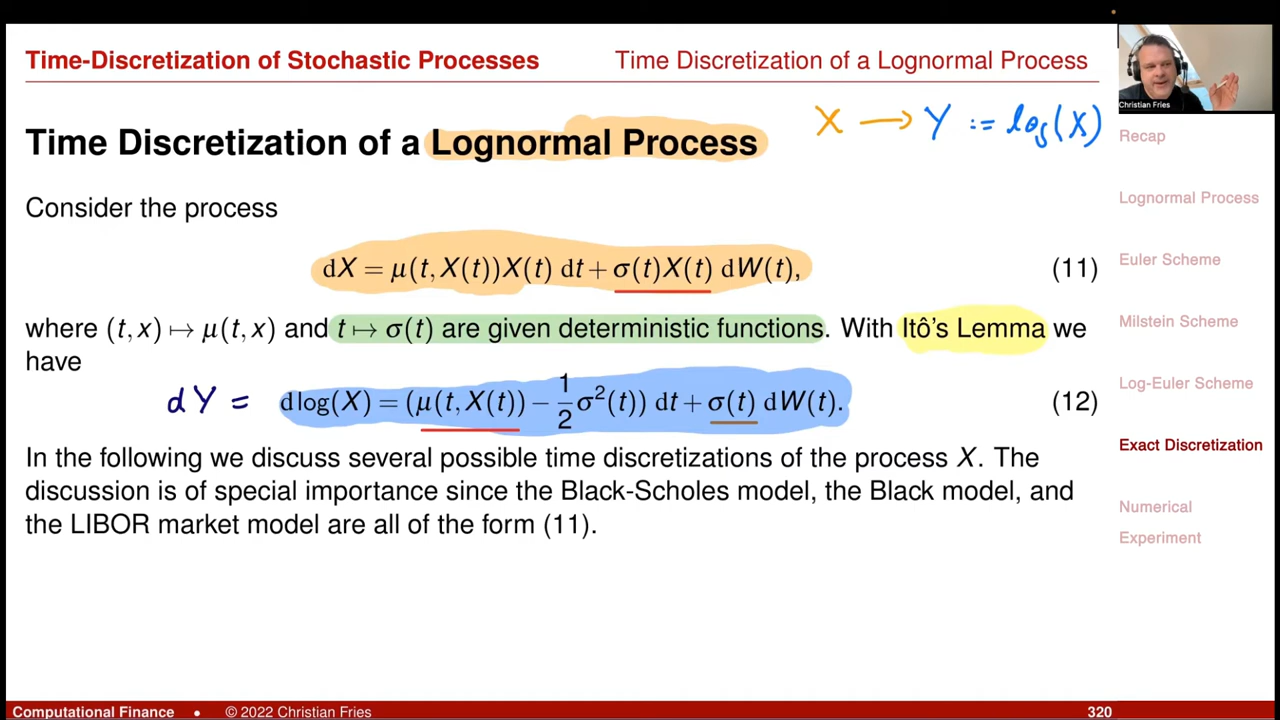 Time-Discretization of Stochastic Processes
Time Discretization of a Lognormal Process
Christian Fries
Time Discretization of a Lognormal Process
X → Y := log(X)
Consider the process
dX = μ(t, X(t))X(t) dt + σ(t)X(t) dW(t), (11)
where (t, x) ↦ μ(t, x) and t ↦ σ(t) are given deterministic functions. With Itô's Lemma we
have
dY = d log(X) = (μ(t, X(t)) − 1/2 σ²(t)) dt + σ(t) dW(t). (12)
In the following we discuss several possible time discretizations of the process X. The
discussion is of special importance since the Black-Scholes model, the Black model, and
the LIBOR market model are all of the form (11).
Recap
Lognormal Process
Euler Scheme
Milstein Scheme
Log-Euler Scheme
Exact Discretization
Numerical
Experiment
Computational Finance • © 2022 Christian Fries 320